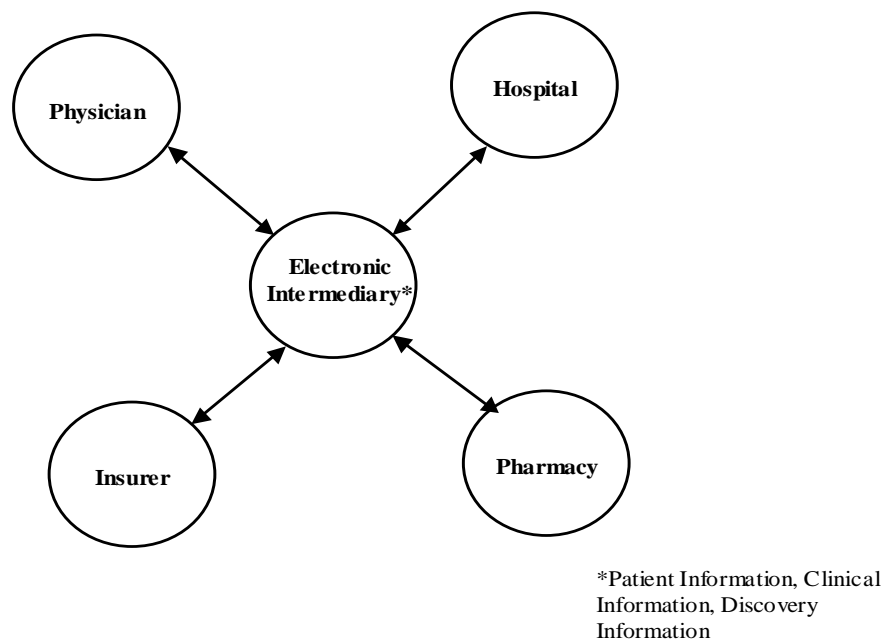 Physician
Hospital
Electronic
Intermediary*
Insurer
Pharmacy
*Patient Information, Clinical
Information, Discovery
Information